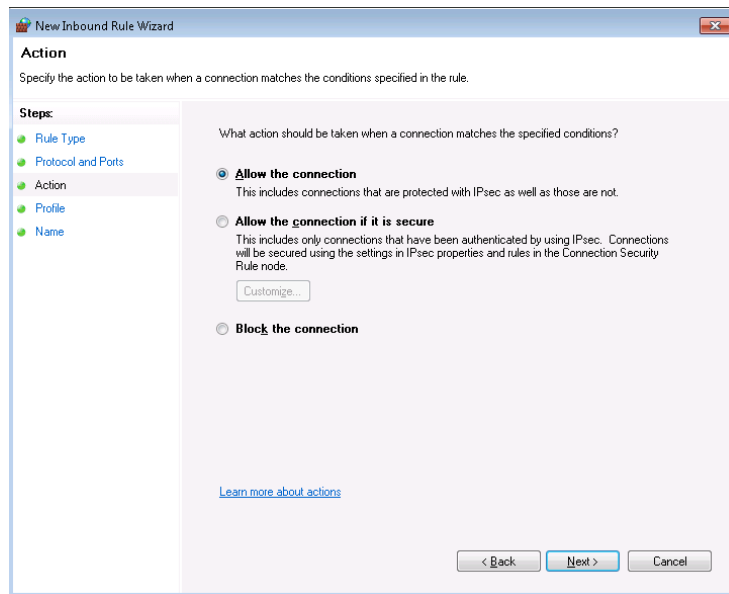 New Inbound Rule Wizard
Action
Specify the action to be taken when a connection matches the conditions specified in the rule.
Steps:
Rule Type
Protocol and Ports
Action
Profile
Name
What action should be taken when a connection matches the specified conditions?
Allow the connection
This includes connections that are protected with IPsec as well as those are not.
Allow the connection if it is secure
This includes only connections that have been authenticated by using IPsec. Connections
will be secured using the settings in IPsec properties and rules in the Connection Security
Rule node.
Customize...
Block the connection
Learn more about actions
< Back Next > Cancel